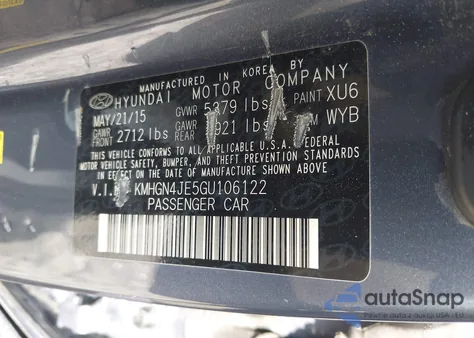 MANUFACTURED IN KOREA BY
HYUNDAI MOTOR COMPANY
MAY/21/15 GVWR 5379 lbs PAINT XU6
GAWR 2712 lbs REAR 921 lbs WYB
THIS VEHICLE CONFORMS TO ALL
APPLICABLE U.S.A. FEDERAL
MOTOR VEHICLE SAFETY, BUMPER, AND
THEFT PREVENTION STANDARDS IN EFFECT
ON THE DATE OF MANUFACTURE SHOWN ABOVE.
V.I. KMHGN4JE5GU106122
PASSENGER CAR
autoSnap